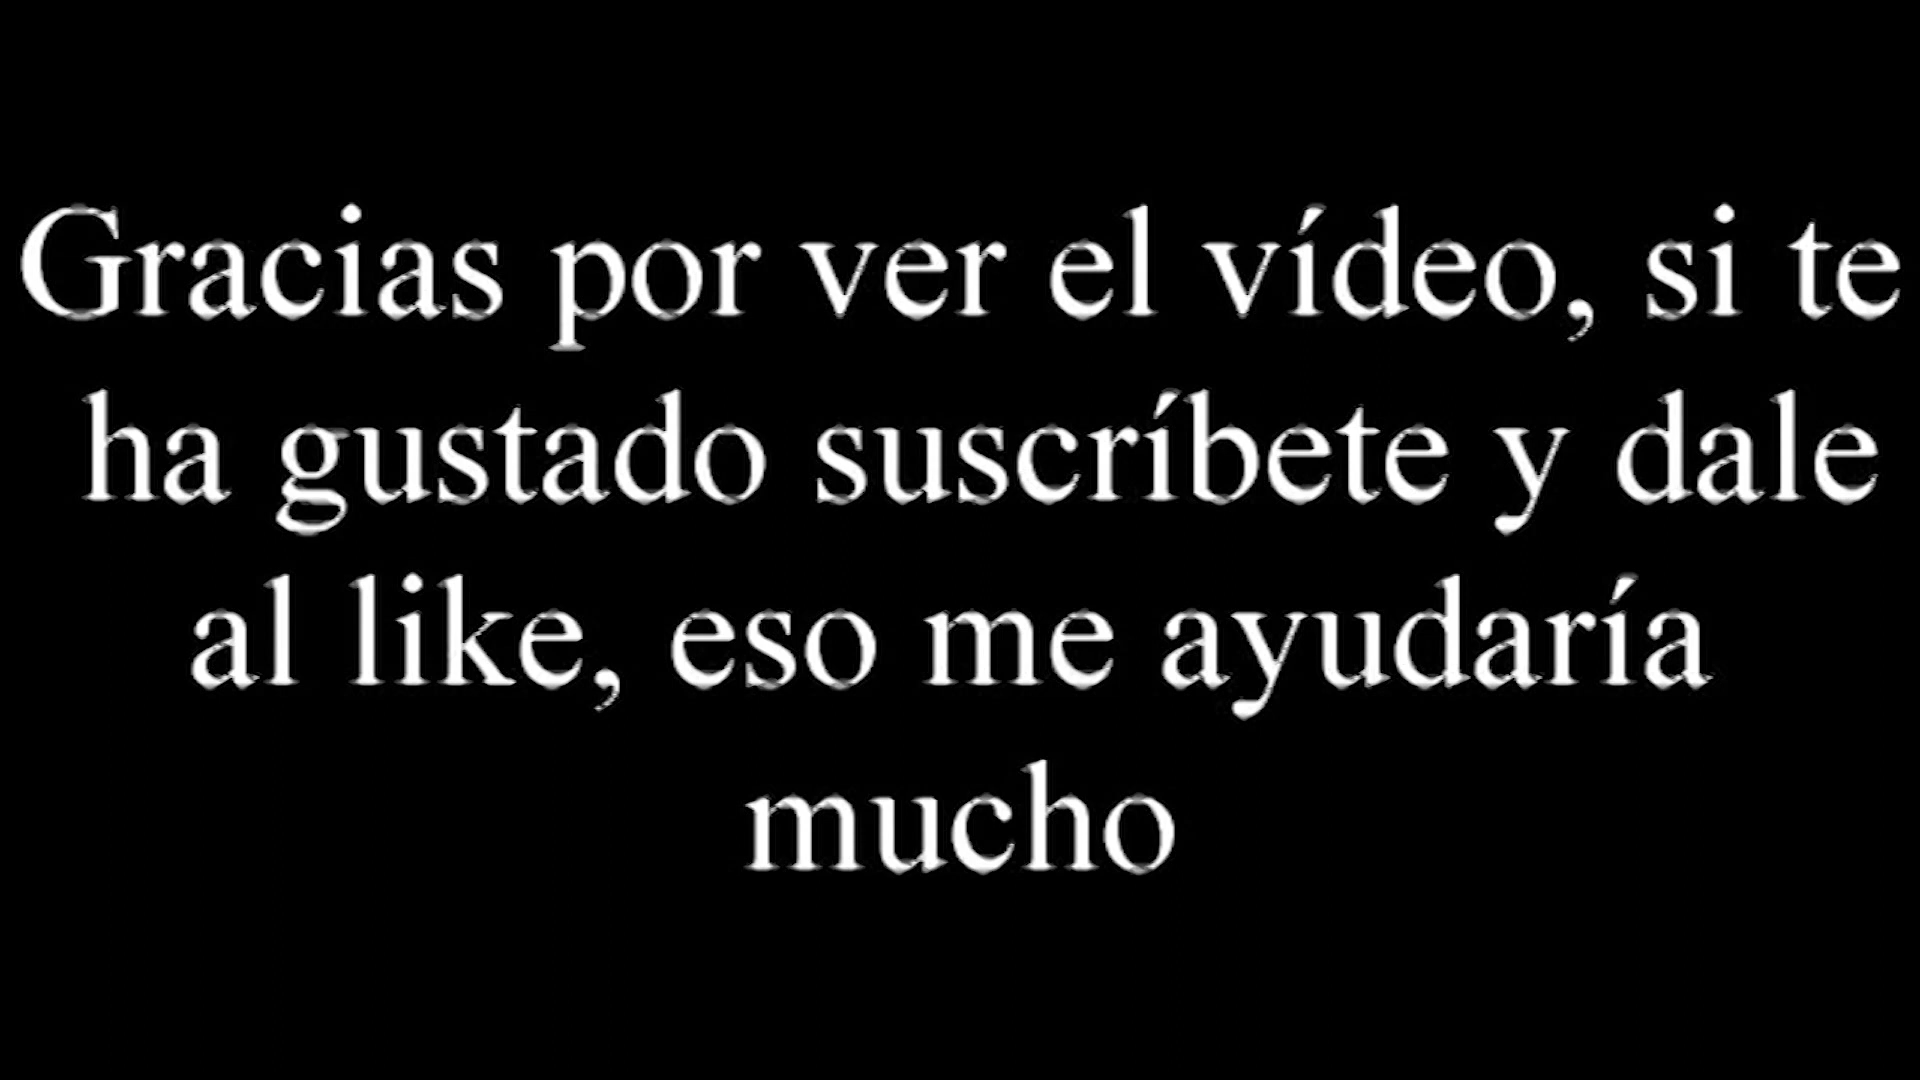 Gracias por ver el vídeo, si te
ha gustado suscríbete y dale
al like, eso me ayudaría
mucho